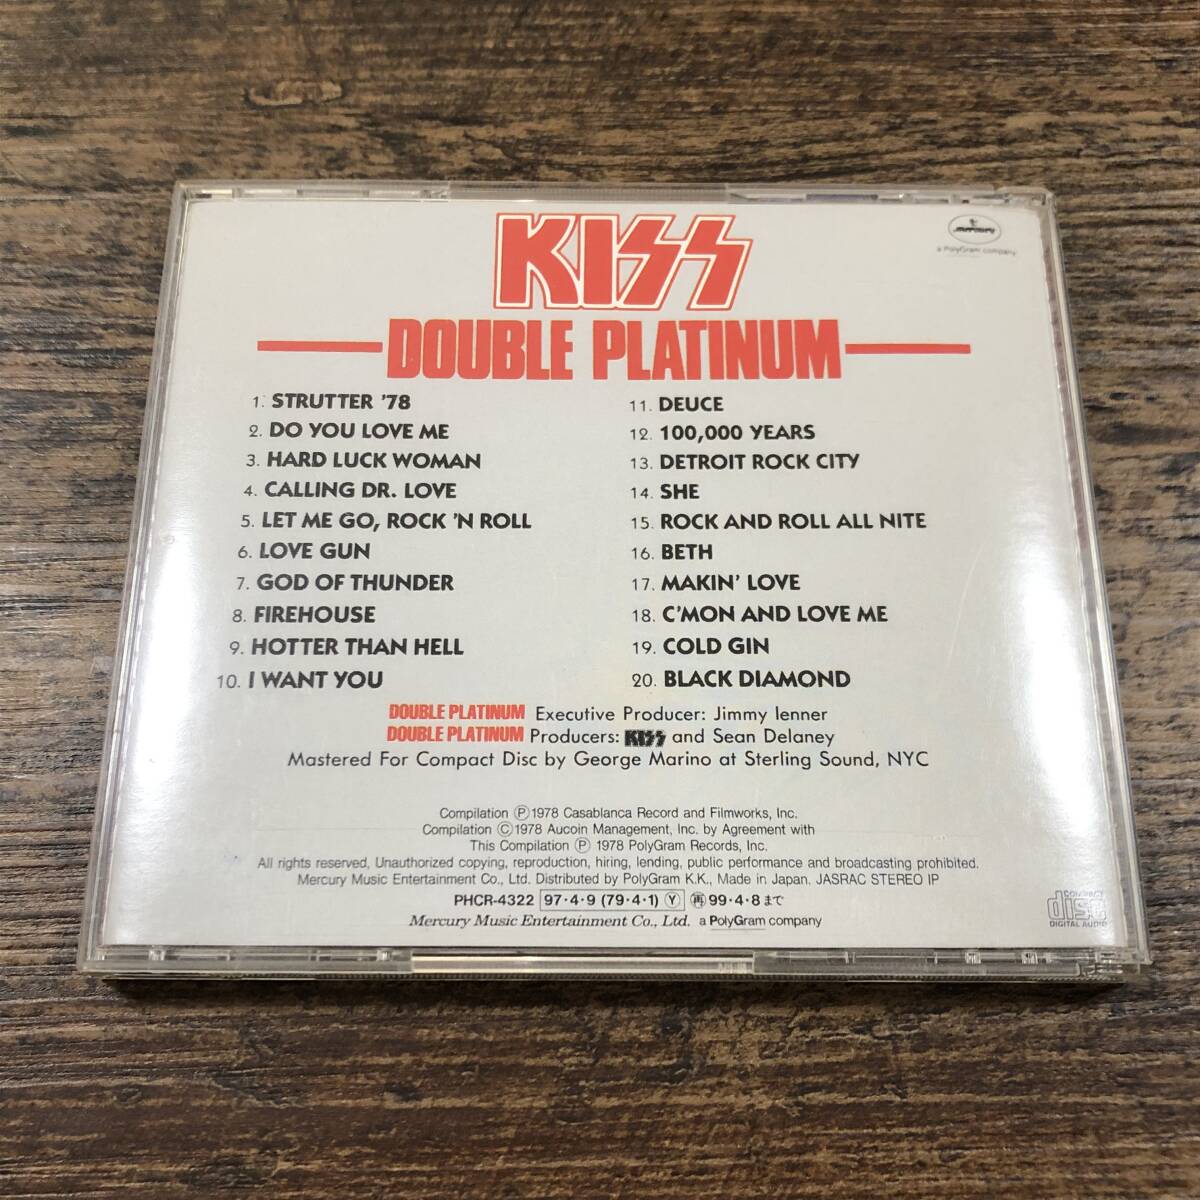 KISS
mercury
a PolyGram company
DOUBLE PLATINUM
1. STRUTTER '78
2. DO YOU LOVE ME
3. HARD LUCK WOMAN
4. CALLING DR. LOVE
5. LET ME GO, ROCK 'N ROLL
6. LOVE GUN
7. GOD OF THUNDER
8. FIREHOUSE
9. HOTTER THAN HELL
10. I WANT YOU
11. DEUCE
12. 100,000 YEARS
13. DETROIT ROCK CITY
14. SHE
15. ROCK AND ROLL ALL NITE
16. BETH
17. MAKIN' LOVE
18. C'MON AND LOVE ME
19. COLD GIN
20. BLACK DIAMOND
DOUBLE PLATINUM Executive Producer: Jimmy Ienner
DOUBLE PLATINUM Producers: KISS and Sean Delaney
Mastered For Compact Disc by George Marino at Sterling Sound, NYC
Compilation Ⓟ1978 Casablanca Record and Filmworks, Inc.
Compilation Ⓒ1978 Aucoin Management, Inc. by Agreement with
This Compilation Ⓟ 1978 PolyGram Records, Inc.
All rights reserved, Unauthorized copying, reproduction, hiring, lending, public performance and broadcasting prohibited.
Mercury Music Entertainment Co., Ltd. Distributed by PolyGram K.K., Made in Japan. JASRAC STEREO IP
PHCR-4322 97・4・9 (79・4・1) Ⓨ 再99・4・8まで
Mercury Music Entertainment Co., Ltd. a PolyGram company
COMPACT
disc
DIGITAL AUDIO